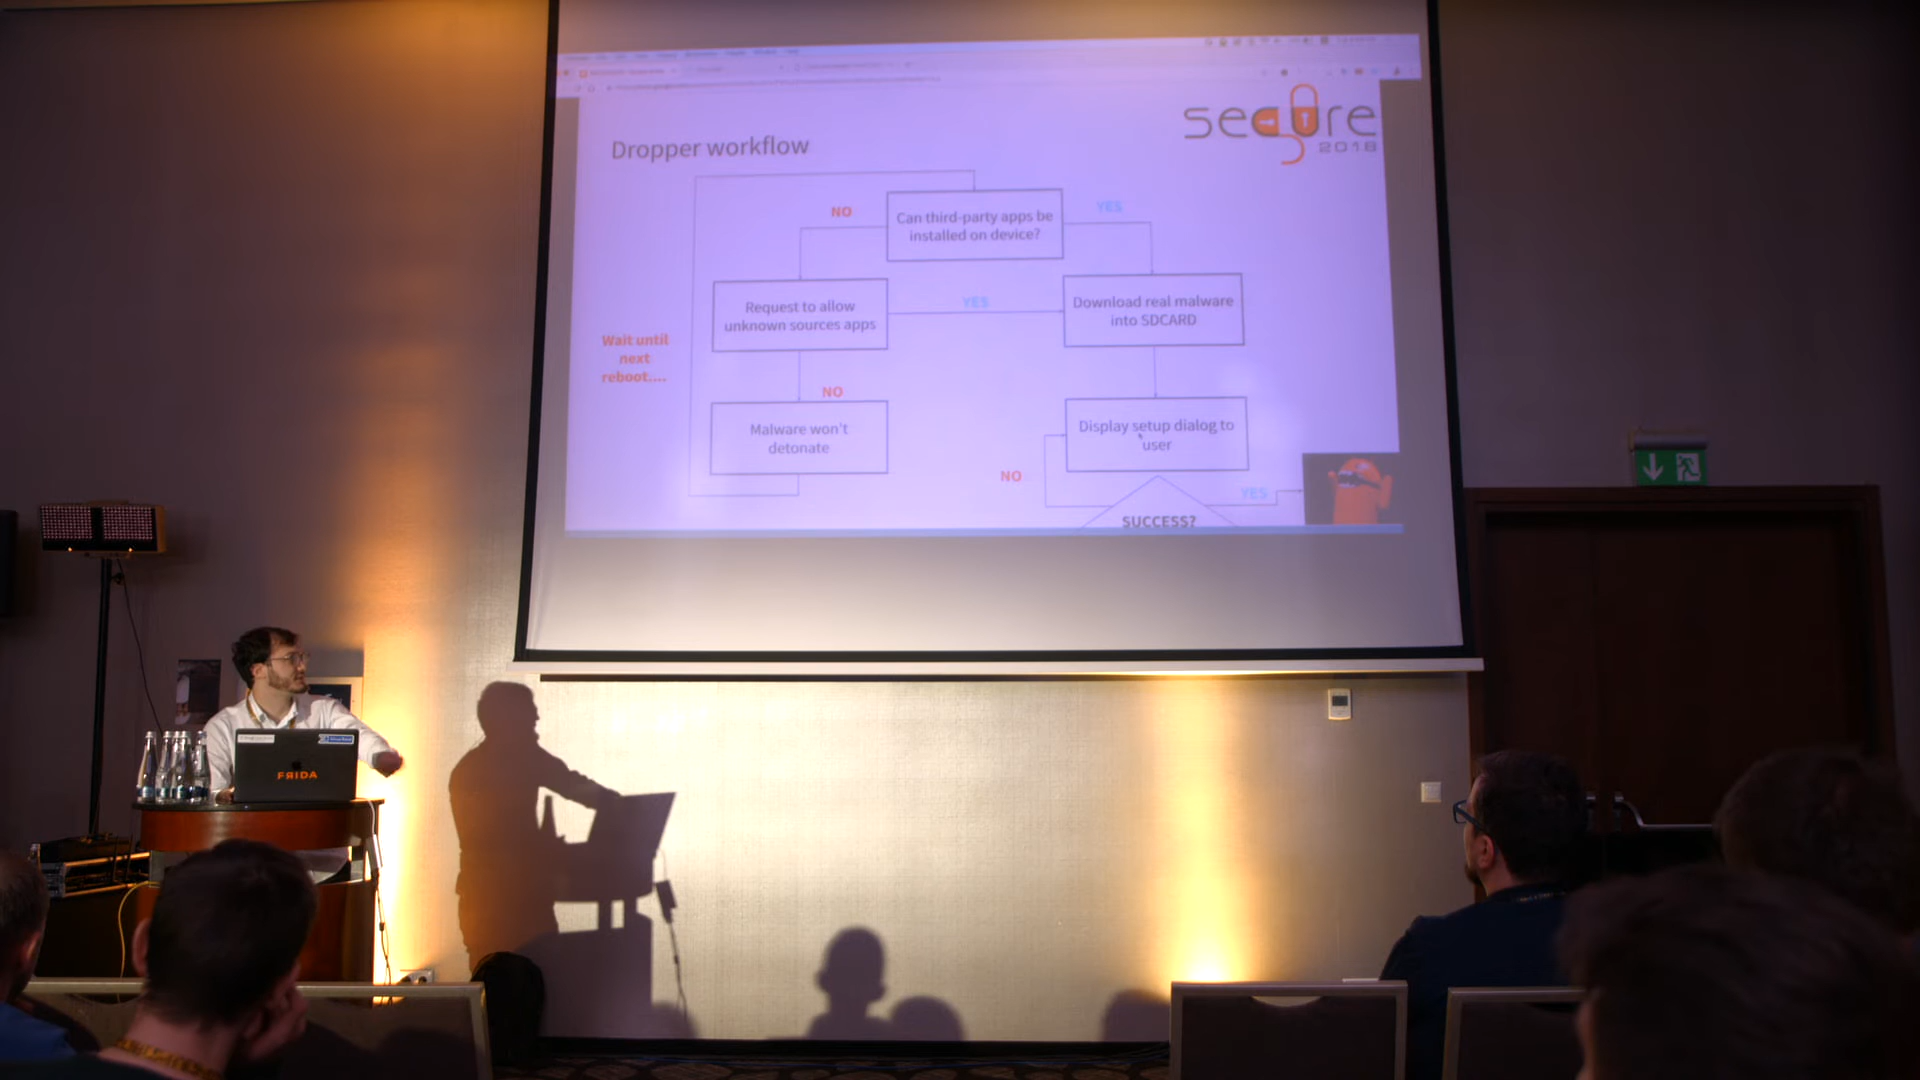 secure
2018
Dropper workflow
NO
YES
Can third-party apps be
installed on device?
Request to allow
unknown sources apps
YES
Download real malware
into SDCARD
Wait until
next
reboot....
NO
Malware won't
detonate
Display setup dialog to
user
NO
YES
SUCCESS?
FRIDA